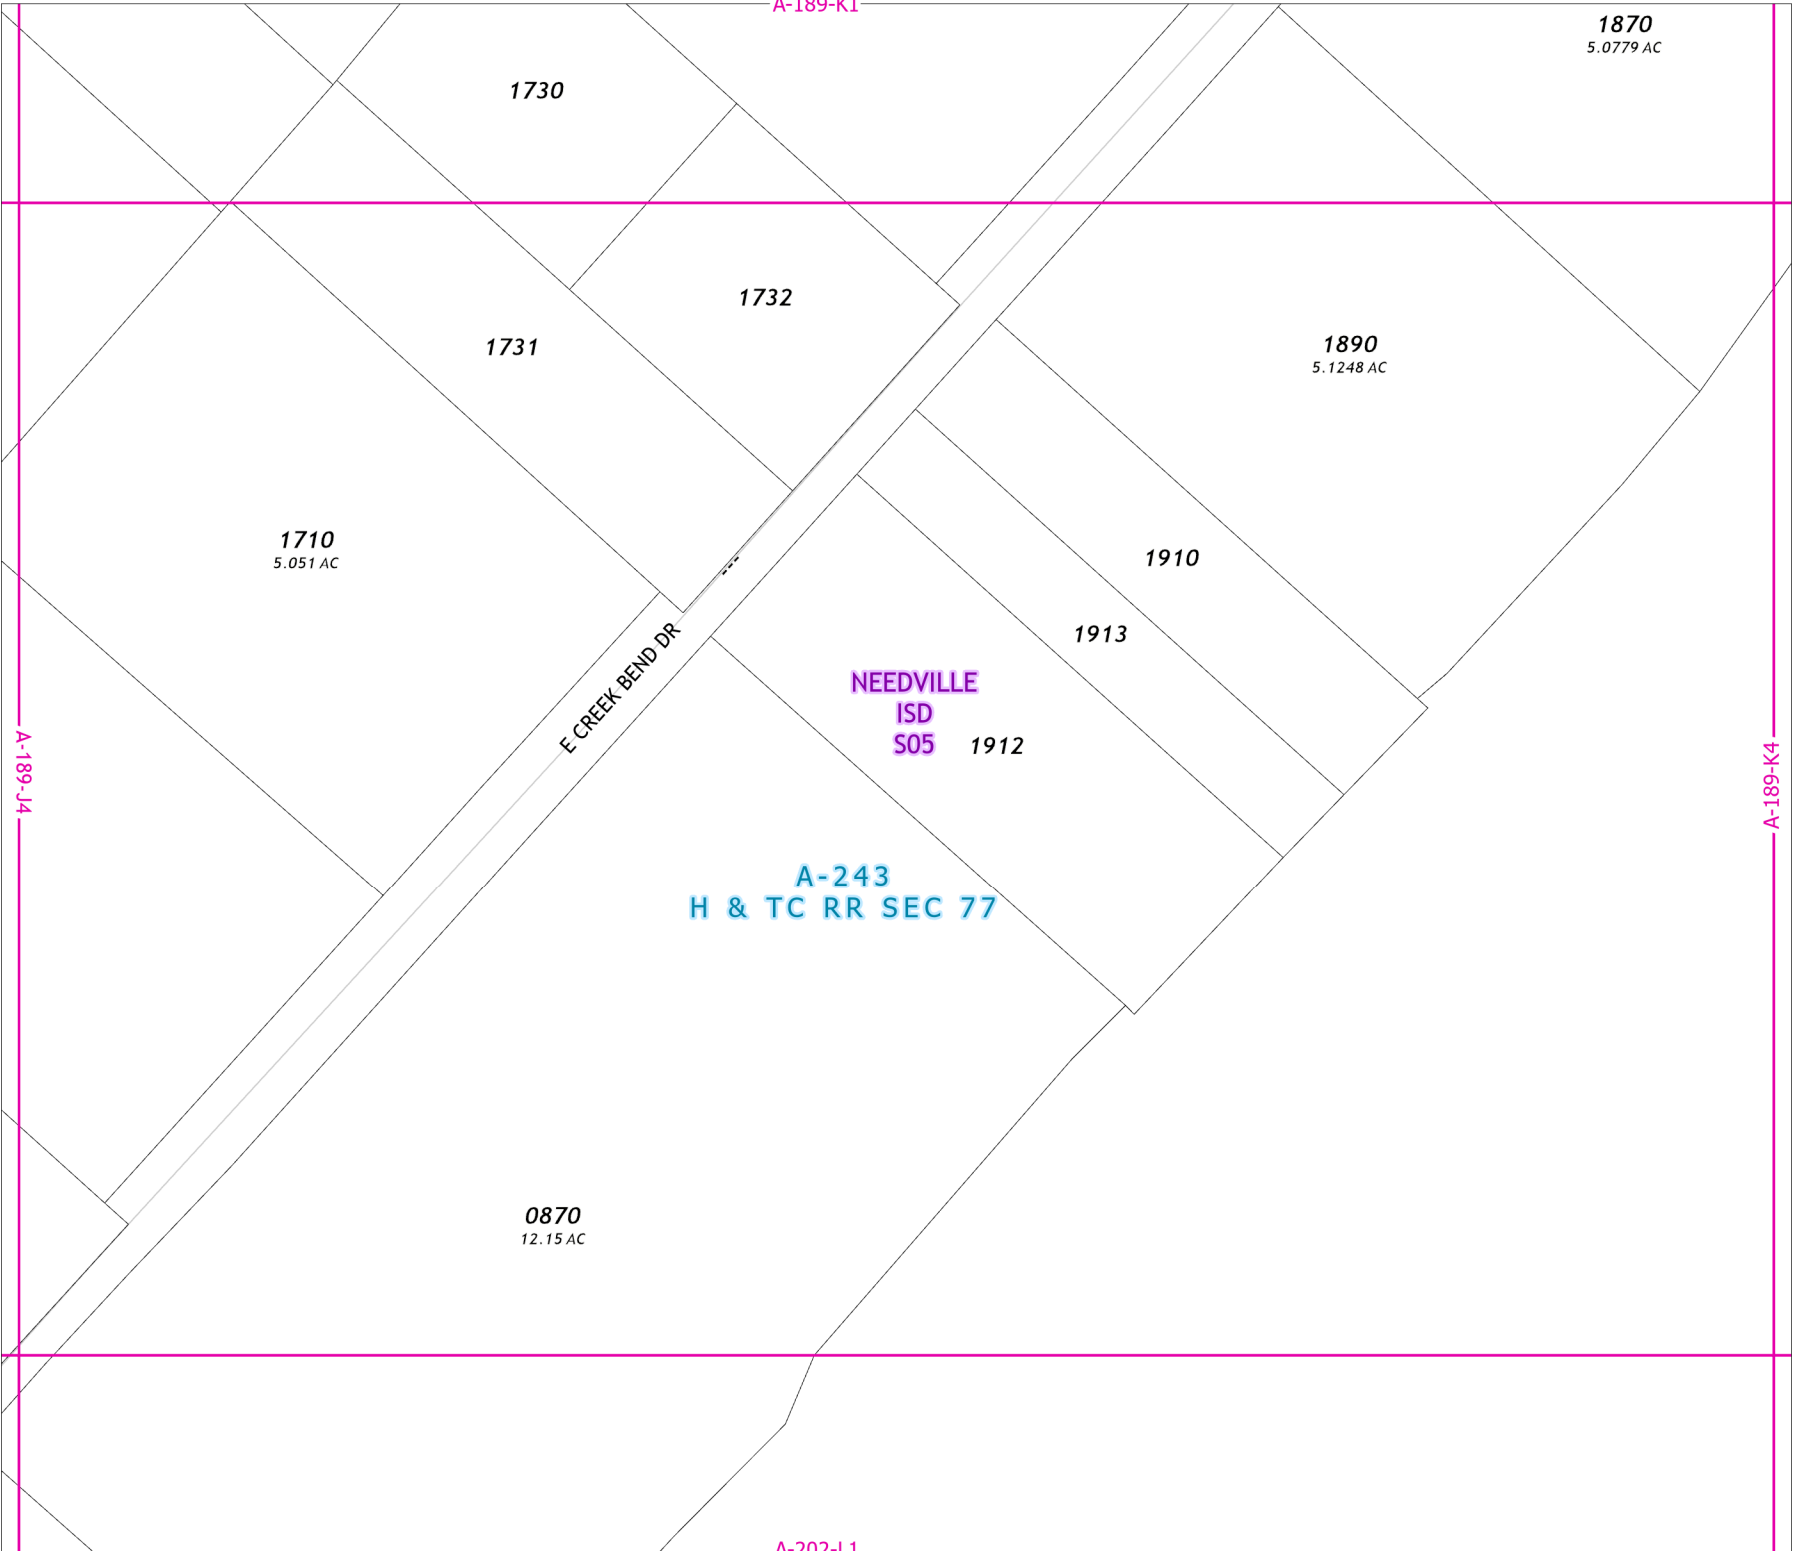 A-189-K1
1870
5.0779 AC
1730
1732
1731
1890
5.1248 AC
1710
5.051 AC
1910
1913
E CREEK BEND DR
NEEDVILLE
ISD
S05
1912
A-189-J4
A-189-K4
A-243
H & TC RR SEC 77
0870
12.15 AC
A-202-L1